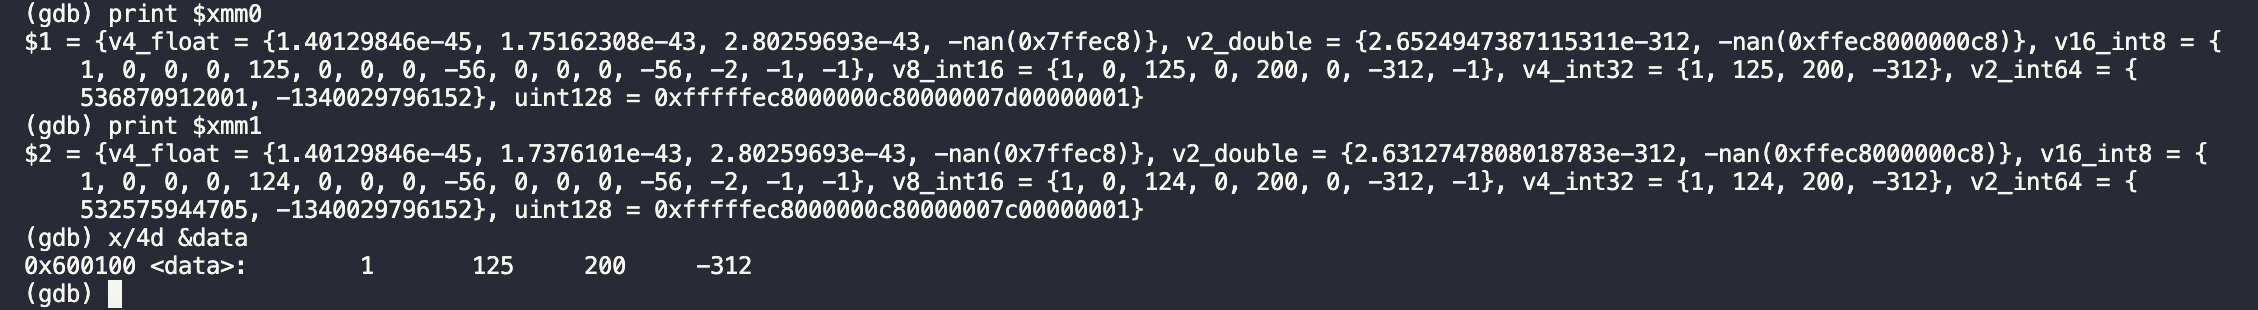 (gdb) print $xmm0
$1 = {v4_float = {1.40129846e-45, 1.75162308e-43, 2.80259693e-43, -nan(0x7ffec8)}, v2_double = {2.6524947387115311e-312, -nan(0xffec8000000c8)}, v16_int8 = {
    1, 0, 0, 0, 125, 0, 0, 0, -56, 0, 0, 0, -56, -2, -1, -1}, v8_int16 = {1, 0, 125, 0, 200, 0, -312, -1}, v4_int32 = {1, 125, 200, -312}, v2_int64 = {
    536870912001, -1340029796152}, uint128 = 0xfffffec8000000c80000007d00000001}
(gdb) print $xmm1
$2 = {v4_float = {1.40129846e-45, 1.7376101e-43, 2.80259693e-43, -nan(0x7ffec8)}, v2_double = {2.6312747808018783e-312, -nan(0xffec8000000c8)}, v16_int8 = {
    1, 0, 0, 0, 124, 0, 0, 0, -56, 0, 0, 0, -56, -2, -1, -1}, v8_int16 = {1, 0, 124, 0, 200, 0, -312, -1}, v4_int32 = {1, 124, 200, -312}, v2_int64 = {
    532575944705, -1340029796152}, uint128 = 0xfffffec8000000c80000007c00000001}
(gdb) x/4d &data
0x600100 <data>:        1       125     200     -312
(gdb)